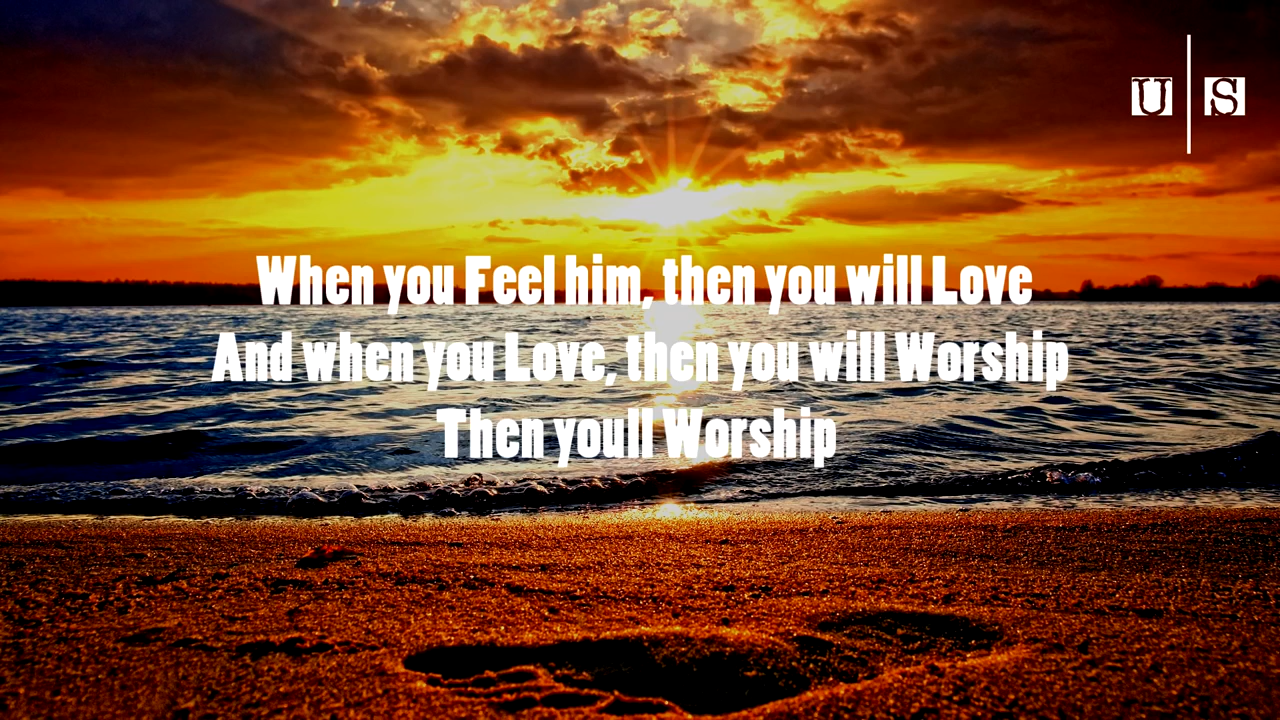 U | S
When you Feel him, then you will Love
And when you Love, then you will Worship
Then youll Worship